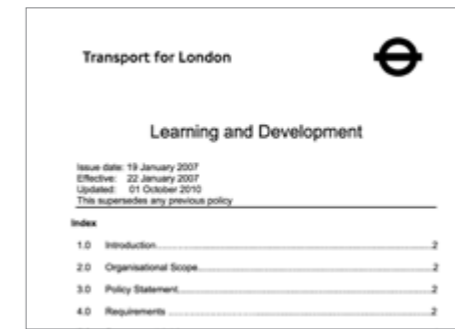 Transport for London
Learning and Development
Issue date: 19 January 2007
Effective: 22 January 2007
Updated: 01 October 2010
This supersedes any previous policy
Index
1.0 Introduction..........2
2.0 Organisational Scope..........2
3.0 Policy Statement..........2
4.0 Requirements ..........2